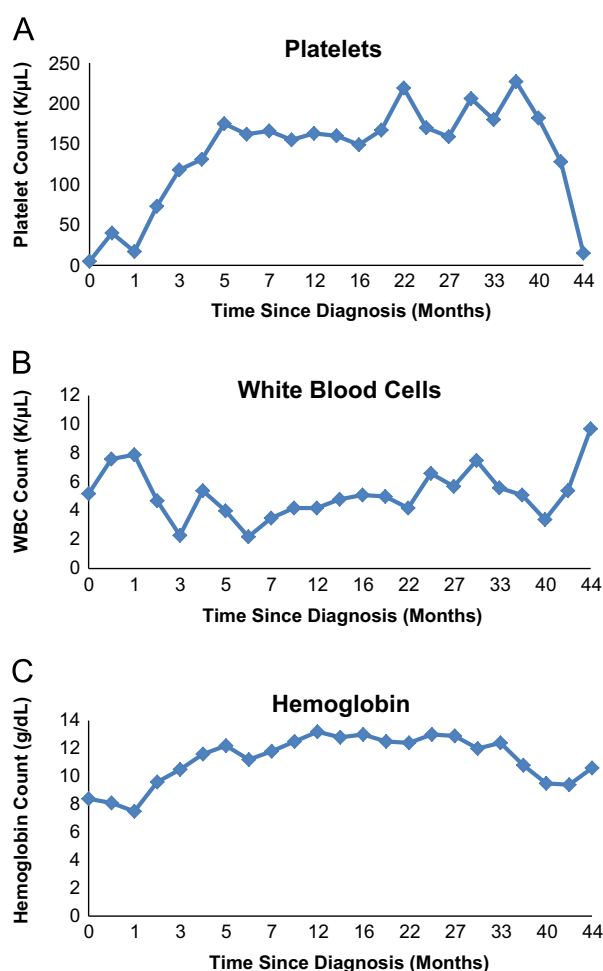 A
Platelets
Platelet Count (K/µL)
250
200
150
100
50
0
0 1 3 5 7 12 16 22 27 33 40 44
Time Since Diagnosis (Months)
B
White Blood Cells
WBC Count (K/µL)
12
10
8
6
4
2
0
0 1 3 5 7 12 16 22 27 33 40 44
Time Since Diagnosis (Months)
C
Hemoglobin
Hemoglobin Count (g/dL)
14
12
10
8
6
4
2
0
0 1 3 5 7 12 16 22 27 33 40 44
Time Since Diagnosis (Months)